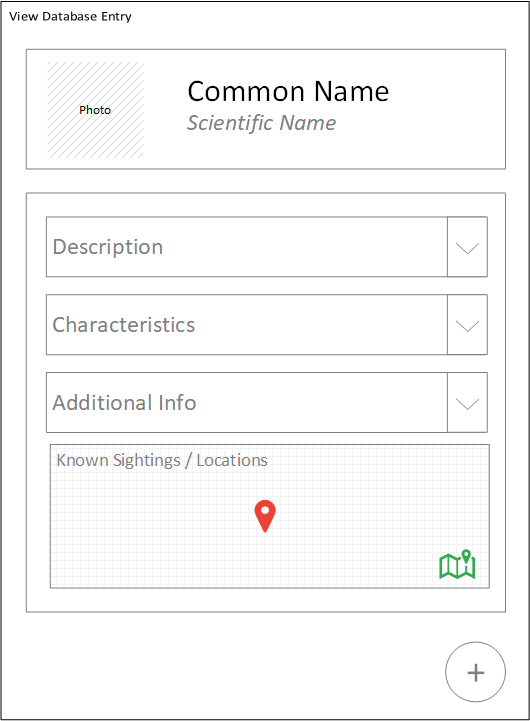 View Database Entry
Photo
Common Name
Scientific Name
Description
Characteristics
Additional Info
Known Sightings / Locations
+